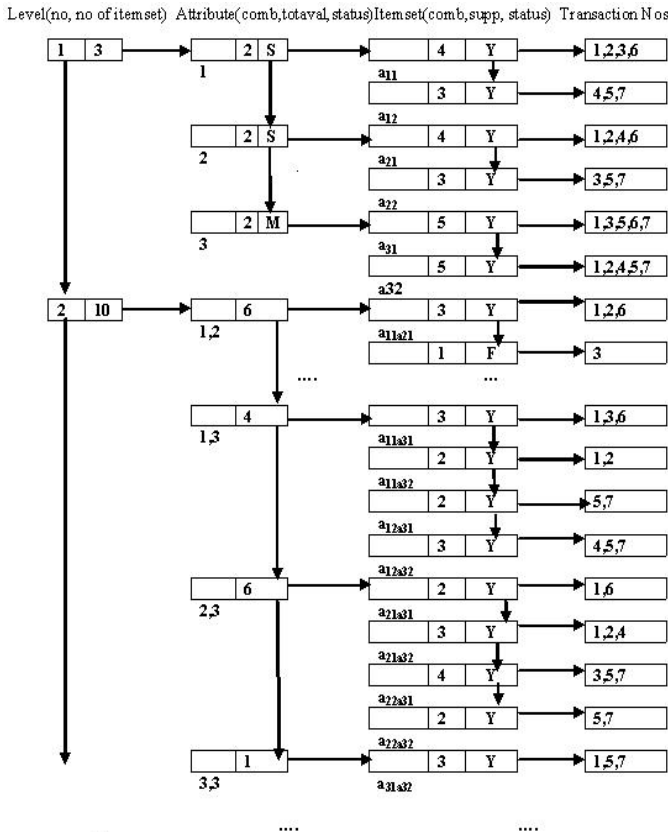 Level(no, no of itemset) Attribute(comb,totaval,status) Itemset(comb,supp, status) Transaction Nos
1 3 2 S 4 Y 1,2,3,6
1 a11
3 Y 4,5,7
a12
2 S 4 Y 1,2,4,6
2 a21
3 Y 3,5,7
a22
2 M 5 Y 1,3,5,6,7
3 a31
5 Y 1,2,4,5,7
a32
2 10 6 3 Y 1,2,6
1,2 a11a21
1 F 3
.... ...
4 3 Y 1,3,6
1,3 a11a31
2 Y 1,2
a11a32
2 Y 5,7
a12a31
3 Y 4,5,7
a12a32
6 2 Y 1,6
2,3 a21a31
3 Y 1,2,4
a21a32
4 Y 3,5,7
a22a31
2 Y 5,7
a22a32
1 3 Y 1,5,7
3,3 a31a32
.... ....